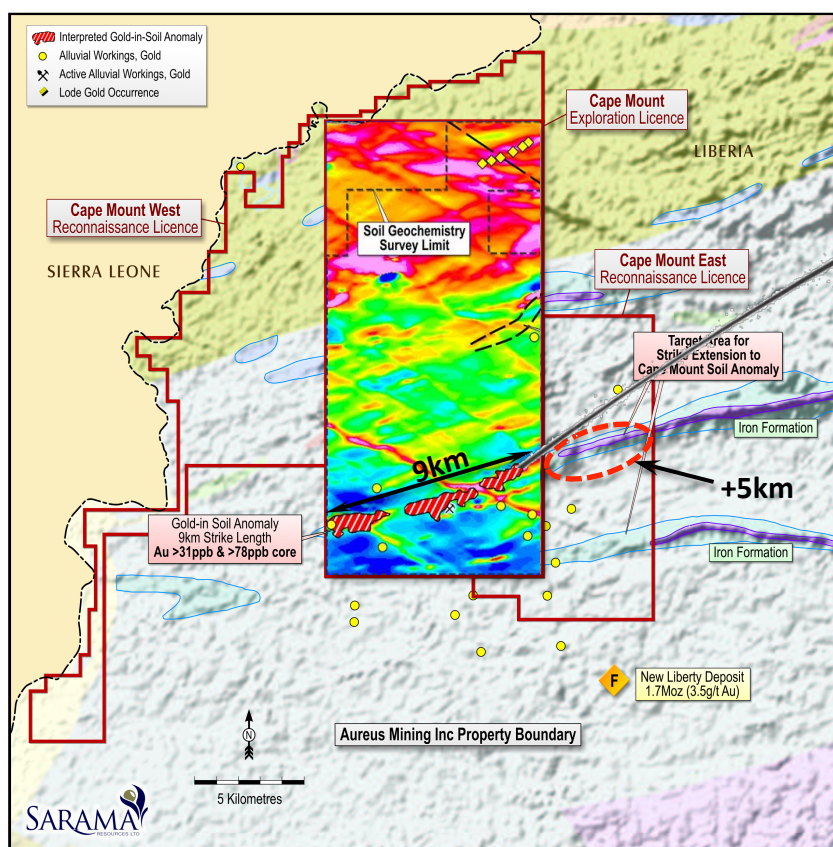 Interpreted Gold-in-Soil Anomaly
Alluvial Workings, Gold
Active Alluvial Workings, Gold
Lode Gold Occurrence
Cape Mount
Exploration Licence
LIBERIA
Cape Mount West
Reconnaissance Licence
Soil Geochemistry
Survey Limit
SIERRA LEONE
Cape Mount East
Reconnaissance Licence
Target Area for
Strike Extension to
Cape Mount Soil Anomaly
Iron Formation
9km
+5km
Gold-in Soil Anomaly
9km Strike Length
Au >31ppb & >78ppb core
Iron Formation
F
New Liberty Deposit
1.7Moz (3.5g/t Au)
N
Aureus Mining Inc Property Boundary
5 Kilometres
SARAMA
RESOURCES LTD